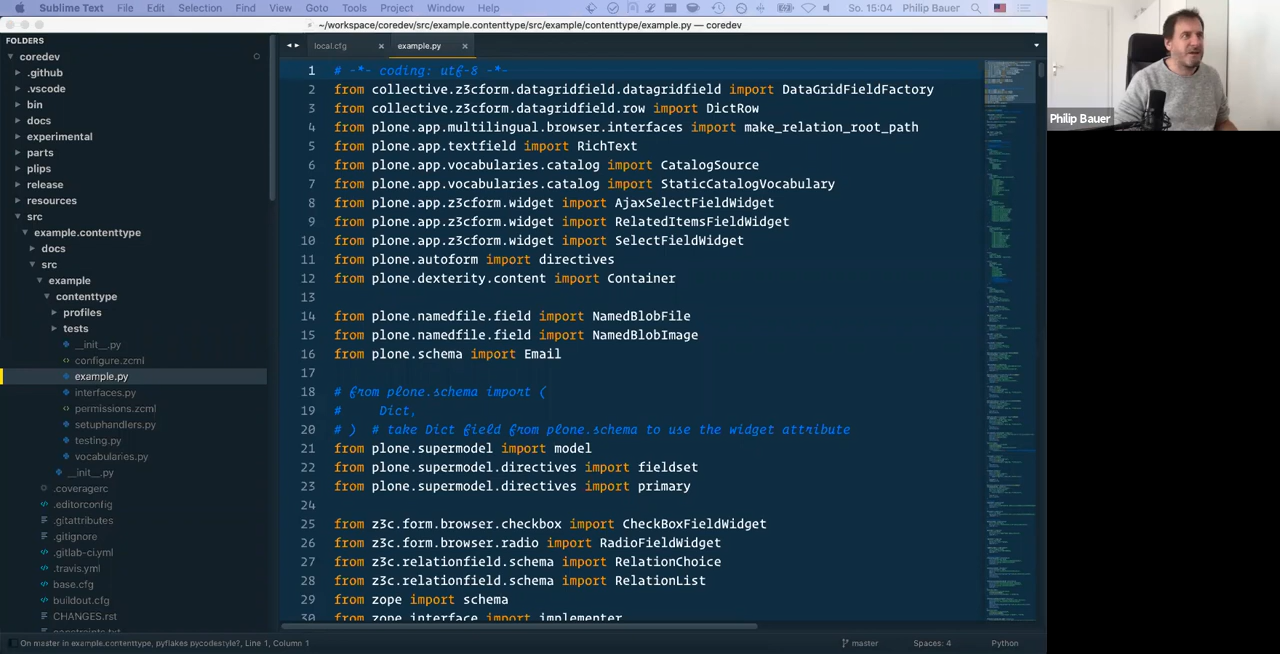 Sublime Text File Edit Selection Find View Goto Tools Project Window Help So. 15:04 Philip Bauer
~/workspace/coredev/src/example.contenttype/src/example/contenttype/example.py — coredev
FOLDERS
coredev
.github
.vscode
bin
docs
experimental
parts
plips
release
resources
src
example.contenttype
docs
src
example
contenttype
profiles
tests
__init__.py
configure.zcml
example.py
interfaces.py
permissions.zcml
setuphandlers.py
testing.py
vocabularies.py
__init__.py
.coveragerc
.editorconfig
.gitattributes
.gitignore
.gitlab-ci.yml
.travis.yml
base.cfg
buildout.cfg
CHANGES.rst
constraints.txt
local.cfg example.py
1 # -*- coding: utf-8 -*-
2 from collective.z3cform.datagridfield.datagridfield import DataGridFieldFactory
3 from collective.z3cform.datagridfield.row import DictRow
4 from plone.app.multilingual.browser.interfaces import make_relation_root_path
5 from plone.app.textfield import RichText
6 from plone.app.vocabularies.catalog import CatalogSource
7 from plone.app.vocabularies.catalog import StaticCatalogVocabulary
8 from plone.app.z3cform.widget import AjaxSelectFieldWidget
9 from plone.app.z3cform.widget import RelatedItemsFieldWidget
10 from plone.app.z3cform.widget import SelectFieldWidget
11 from plone.autoform import directives
12 from plone.dexterity.content import Container
13
14 from plone.namedfile.field import NamedBlobFile
15 from plone.namedfile.field import NamedBlobImage
16 from plone.schema import Email
17
18 # from plone.schema import (
19 #     Dict,
20 # )  # take Dict field from plone.schema to use the widget attribute
21 from plone.supermodel import model
22 from plone.supermodel.directives import fieldset
23 from plone.supermodel.directives import primary
24
25 from z3c.form.browser.checkbox import CheckBoxFieldWidget
26 from z3c.form.browser.radio import RadioFieldWidget
27 from z3c.relationfield.schema import RelationChoice
28 from z3c.relationfield.schema import RelationList
29 from zope import schema
30 from zope.interface import implementer
On master in example.contenttype, pyflakes pycodestyle?, Line 1, Column 1 master Spaces: 4 Python
Philip Bauer